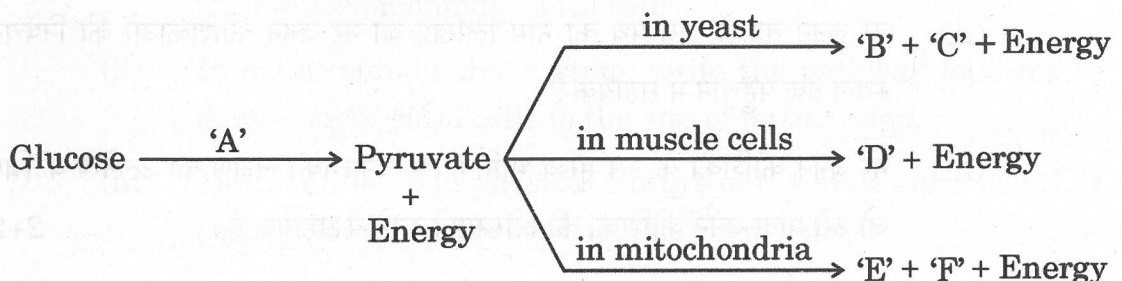 in yeast
‘B’ + ‘C’ + Energy
Glucose ‘A’ Pyruvate in muscle cells ‘D’ + Energy
+
Energy
in mitochondria
‘E’ + ‘F’ + Energy